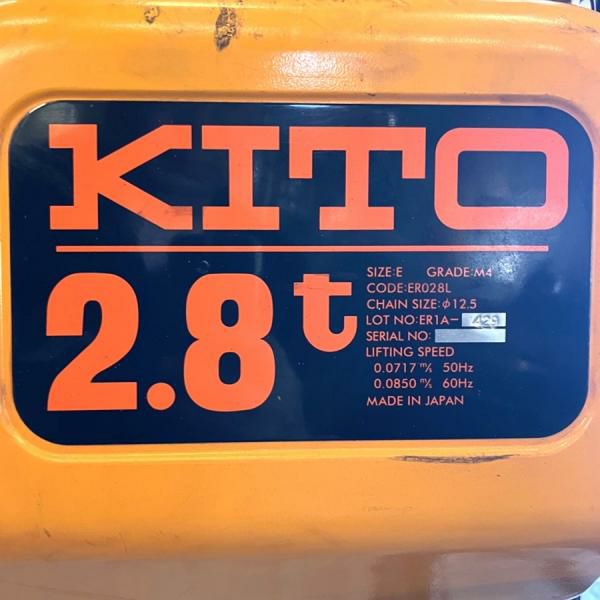 KITO
2.8t
SIZE:E GRADE:M4
CODE:ER028L
CHAIN SIZE:φ12.5
LOT NO:ER1A-429
SERIAL NO:
LIFTING SPEED
0.0717 m/s 50Hz
0.0850 m/s 60Hz
MADE IN JAPAN